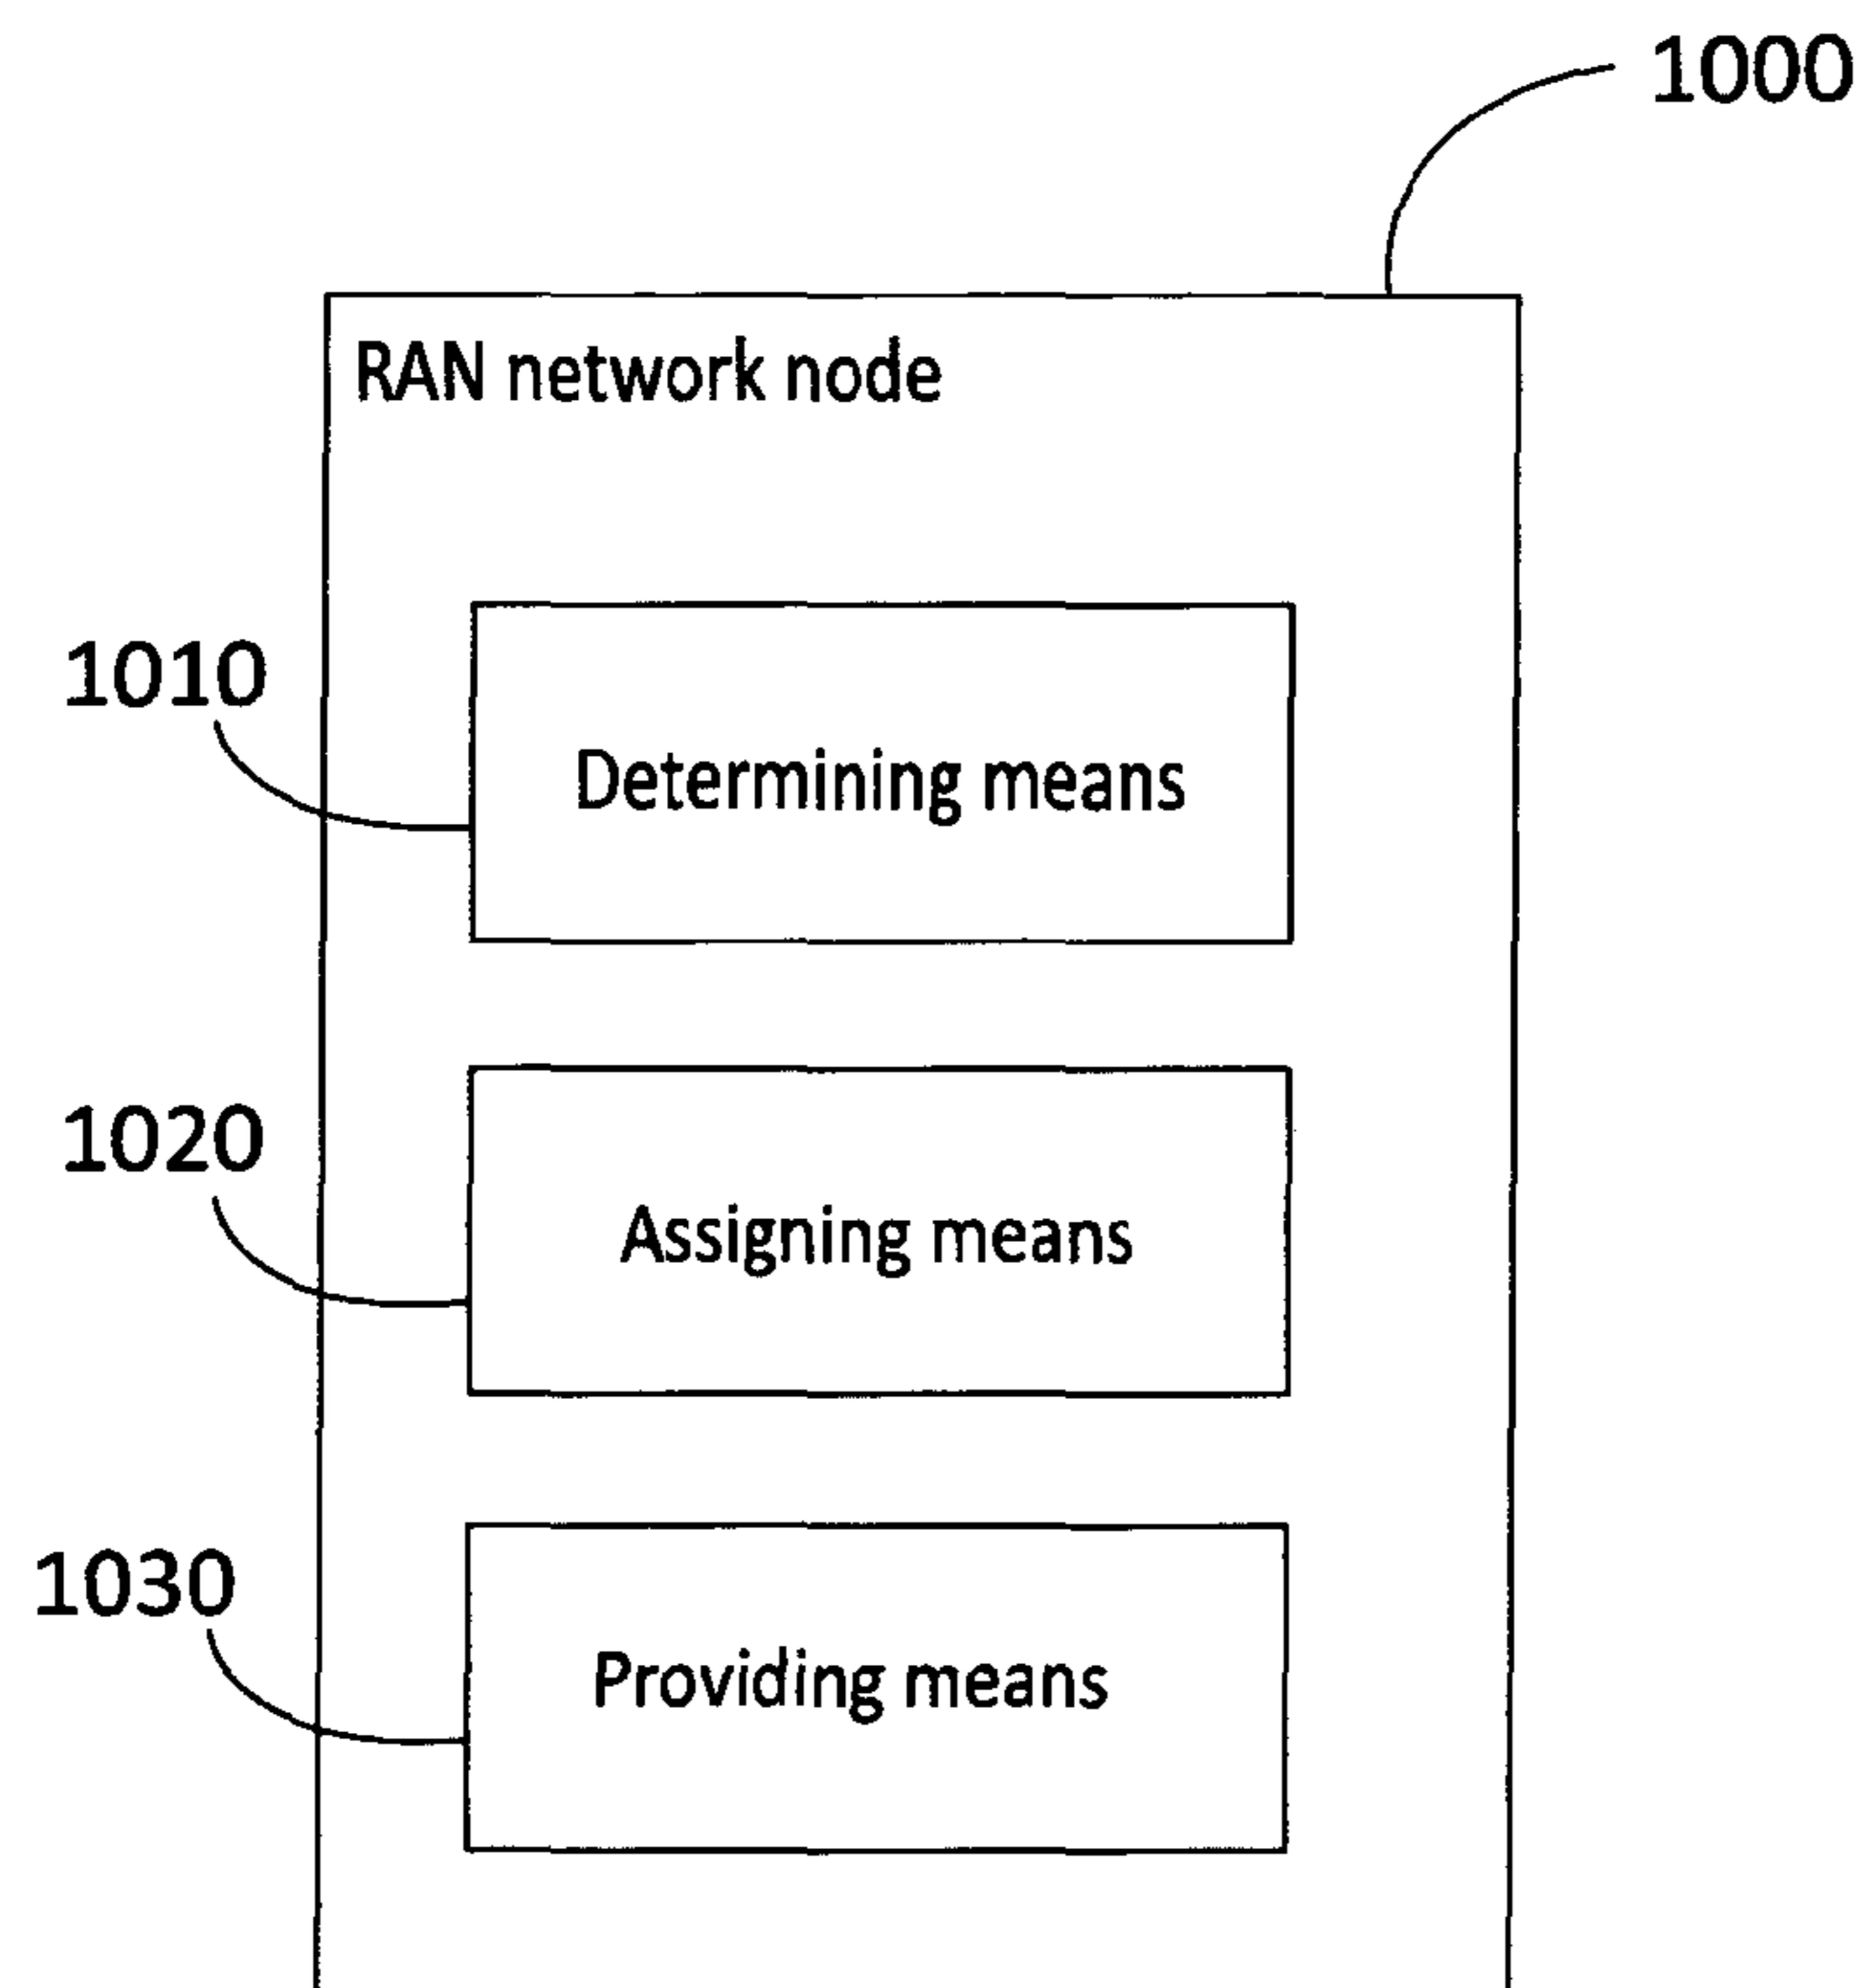 1000
RAN network node
1010
Determining means
1020
Assigning means
1030
Providing means